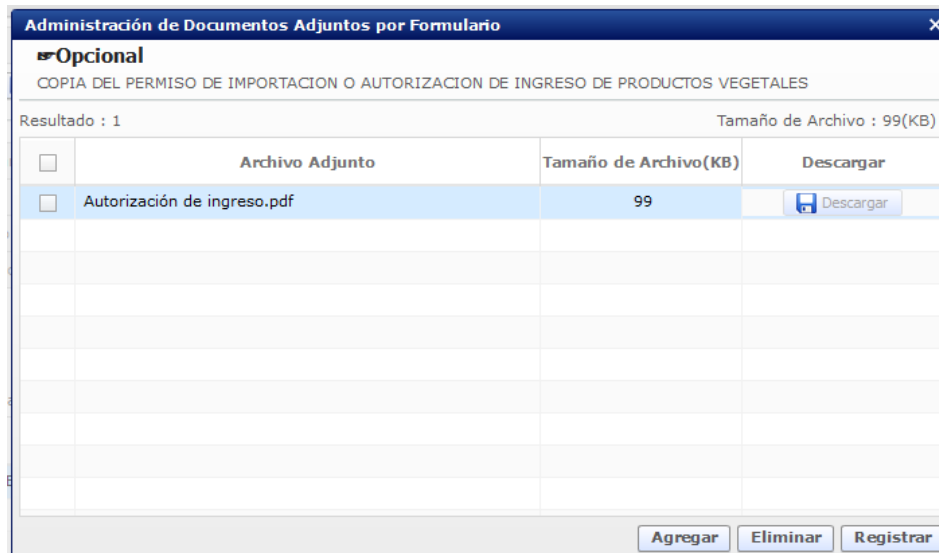 Administración de Documentos Adjuntos por Formulario
☞Opcional
COPIA DEL PERMISO DE IMPORTACION O AUTORIZACION DE INGRESO DE PRODUCTOS VEGETALES
Resultado : 1 Tamaño de Archivo : 99(KB)
Archivo Adjunto Tamaño de Archivo(KB) Descargar
Autorización de ingreso.pdf 99 Descargar
Agregar Eliminar Registrar